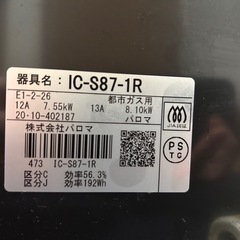 器具名: IC-S87-1R
E1-2-26 都市ガス用
12A 7.55kW 13A 8.10kW
20・10-402187 パロマ
株式会社パロマ
473 IC-S87-1R
区分C 効率56.3%
区分J 効率192Wh
PS
TG